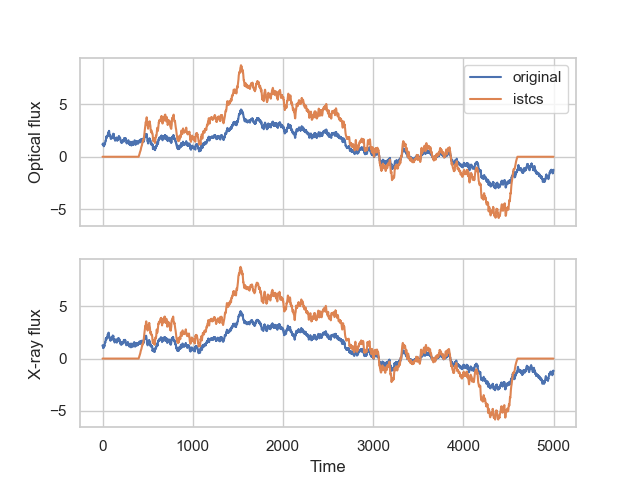 Optical flux
5
0
−5
original
istcs
X-ray flux
5
0
−5
0
1000
2000
3000
4000
5000
Time